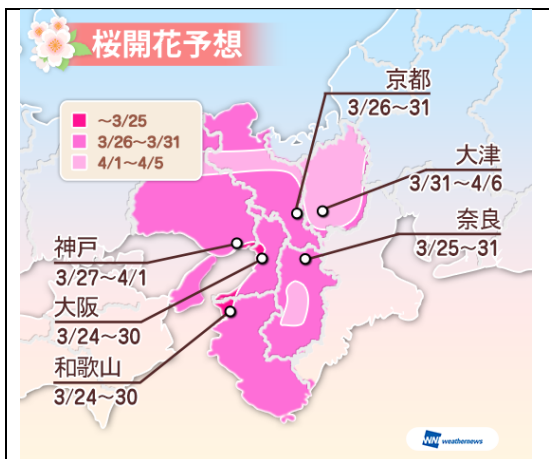 桜開花予想
~3/25
3/26~3/31
4/1~4/5
京都
3/26~31
大津
3/31~4/6
奈良
3/25~31
神戸
3/27~4/1
大阪
3/24~30
和歌山
3/24~30
WNI weathernews